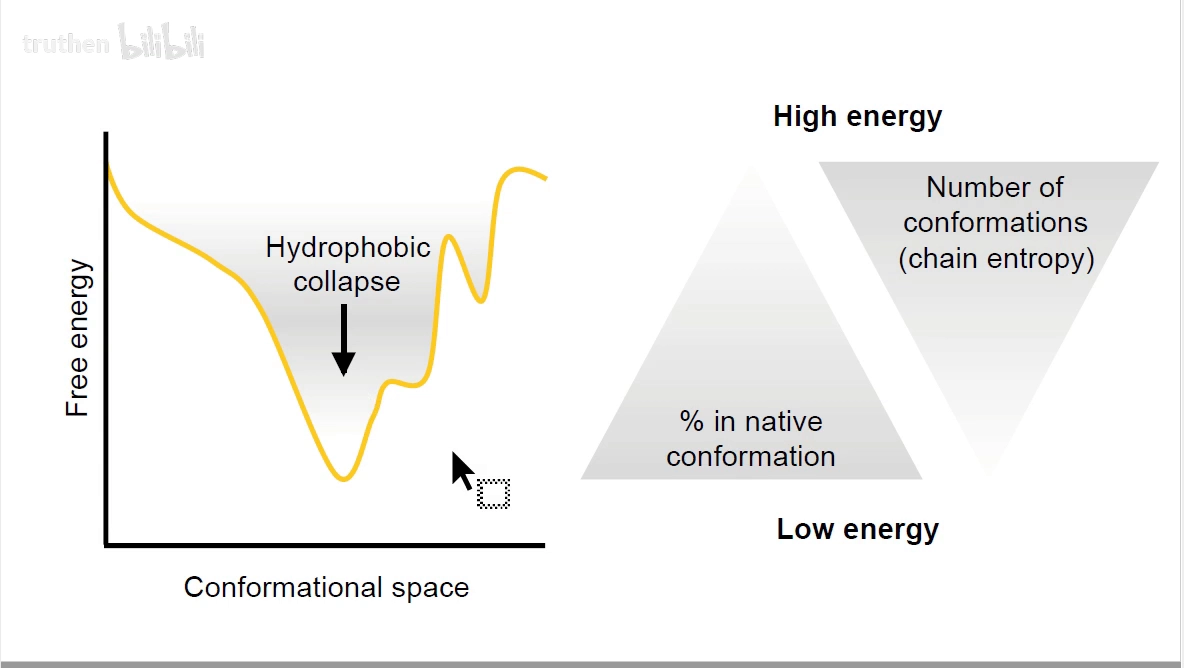 truthen bilibili
High energy
Number of
conformations
(chain entropy)
Hydrophobic
collapse
Free energy
% in native
conformation
Low energy
Conformational space